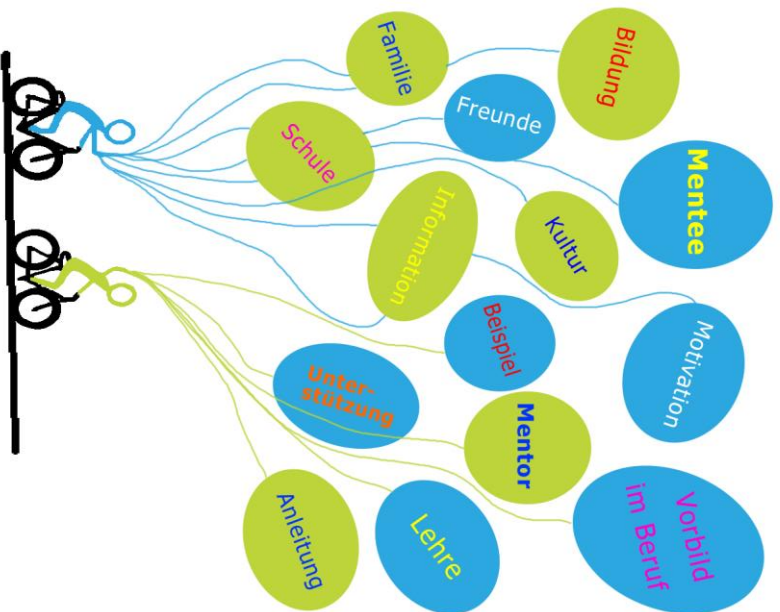 Mentee
Motivation
Vorbild
im Beruf
Bildung
Kultur
Freunde
Beispiel
Mentor
Lehre
Familie
Information
Schule
Unter-
stützung
Anleitung